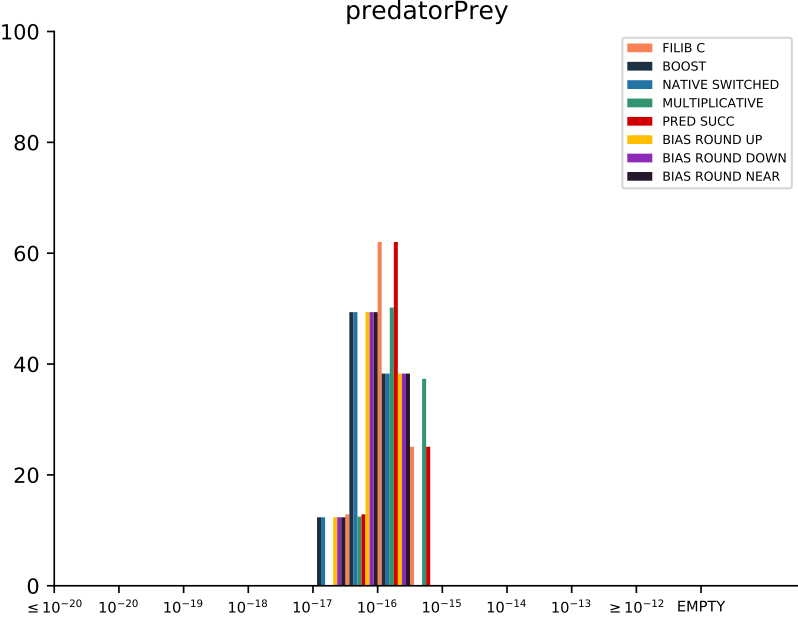 predatorPrey
100
80
60
40
20
0
FILIB C
BOOST
NATIVE SWITCHED
MULTIPLICATIVE
PRED SUCC
BIAS ROUND UP
BIAS ROUND DOWN
BIAS ROUND NEAR
≤10⁻²⁰ 10⁻²⁰ 10⁻¹⁹ 10⁻¹⁸ 10⁻¹⁷ 10⁻¹⁶ 10⁻¹⁵ 10⁻¹⁴ 10⁻¹³ ≥10⁻¹² EMPTY